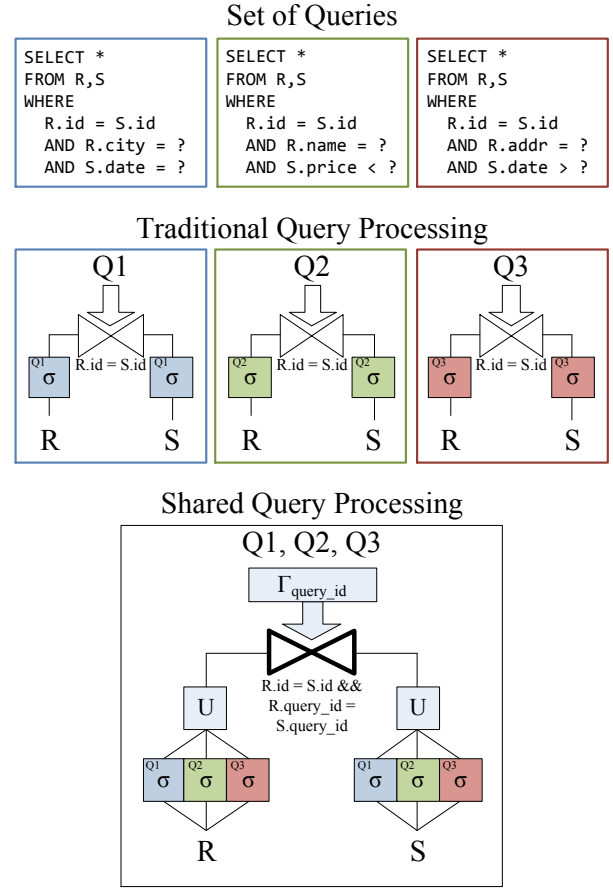 Set of Queries
SELECT *
FROM R,S
WHERE
R.id = S.id
AND R.city = ?
AND S.date = ?
SELECT *
FROM R,S
WHERE
R.id = S.id
AND R.name = ?
AND S.price < ?
SELECT *
FROM R,S
WHERE
R.id = S.id
AND R.addr = ?
AND S.date > ?
Traditional Query Processing
Q1
Q1 σ
R.id = S.id
Q1 σ
R
S
Q2
Q2 σ
R.id = S.id
Q2 σ
R
S
Q3
Q3 σ
R.id = S.id
Q3 σ
R
S
Shared Query Processing
Q1, Q2, Q3
Γquery_id
R.id = S.id &&
R.query_id =
S.query_id
U
U
Q1 σ Q2 σ Q3 σ
Q1 σ Q2 σ Q3 σ
R
S